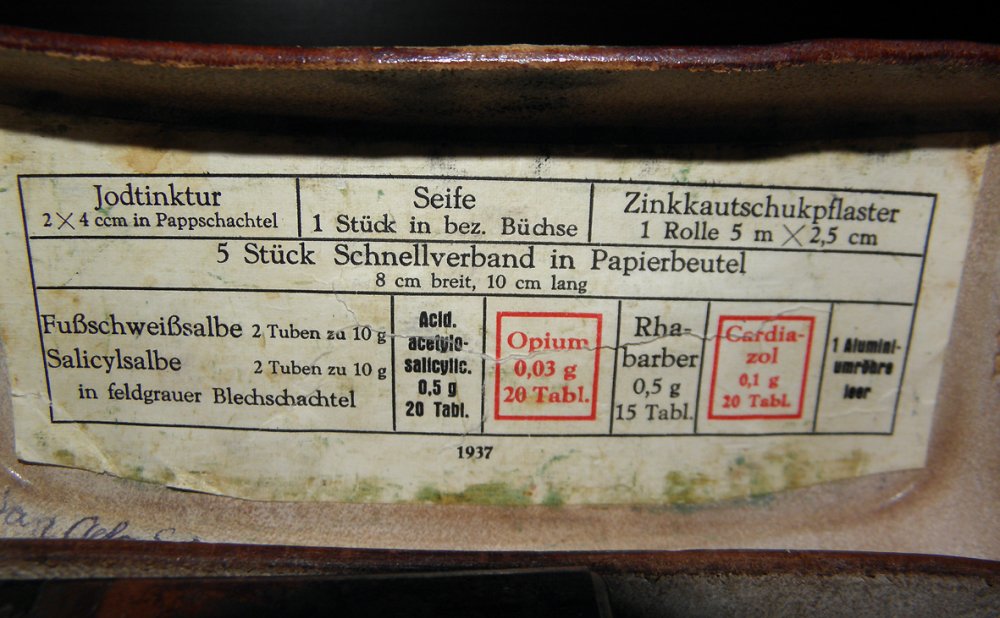 Jodtinktur
2 × 4 ccm in Pappschachtel
Seife
1 Stück in bez. Büchse
Zinkkautschukpflaster
1 Rolle 5 m × 2,5 cm
5 Stück Schnellverband in Papierbeutel
8 cm breit, 10 cm lang
Fußschweißsalbe 2 Tuben zu 10 g
Salicylsalbe 2 Tuben zu 10 g
in feldgrauer Blechschachtel
Acid.
acetylo-
salicylic.
0,5 g
20 Tabl.
Opium
0,03 g
20 Tabl.
Rha-
barber
0,5 g
15 Tabl.
Cardia-
zol
0,1 g
20 Tabl.
1 Alumini-
umröhre
leer
1937